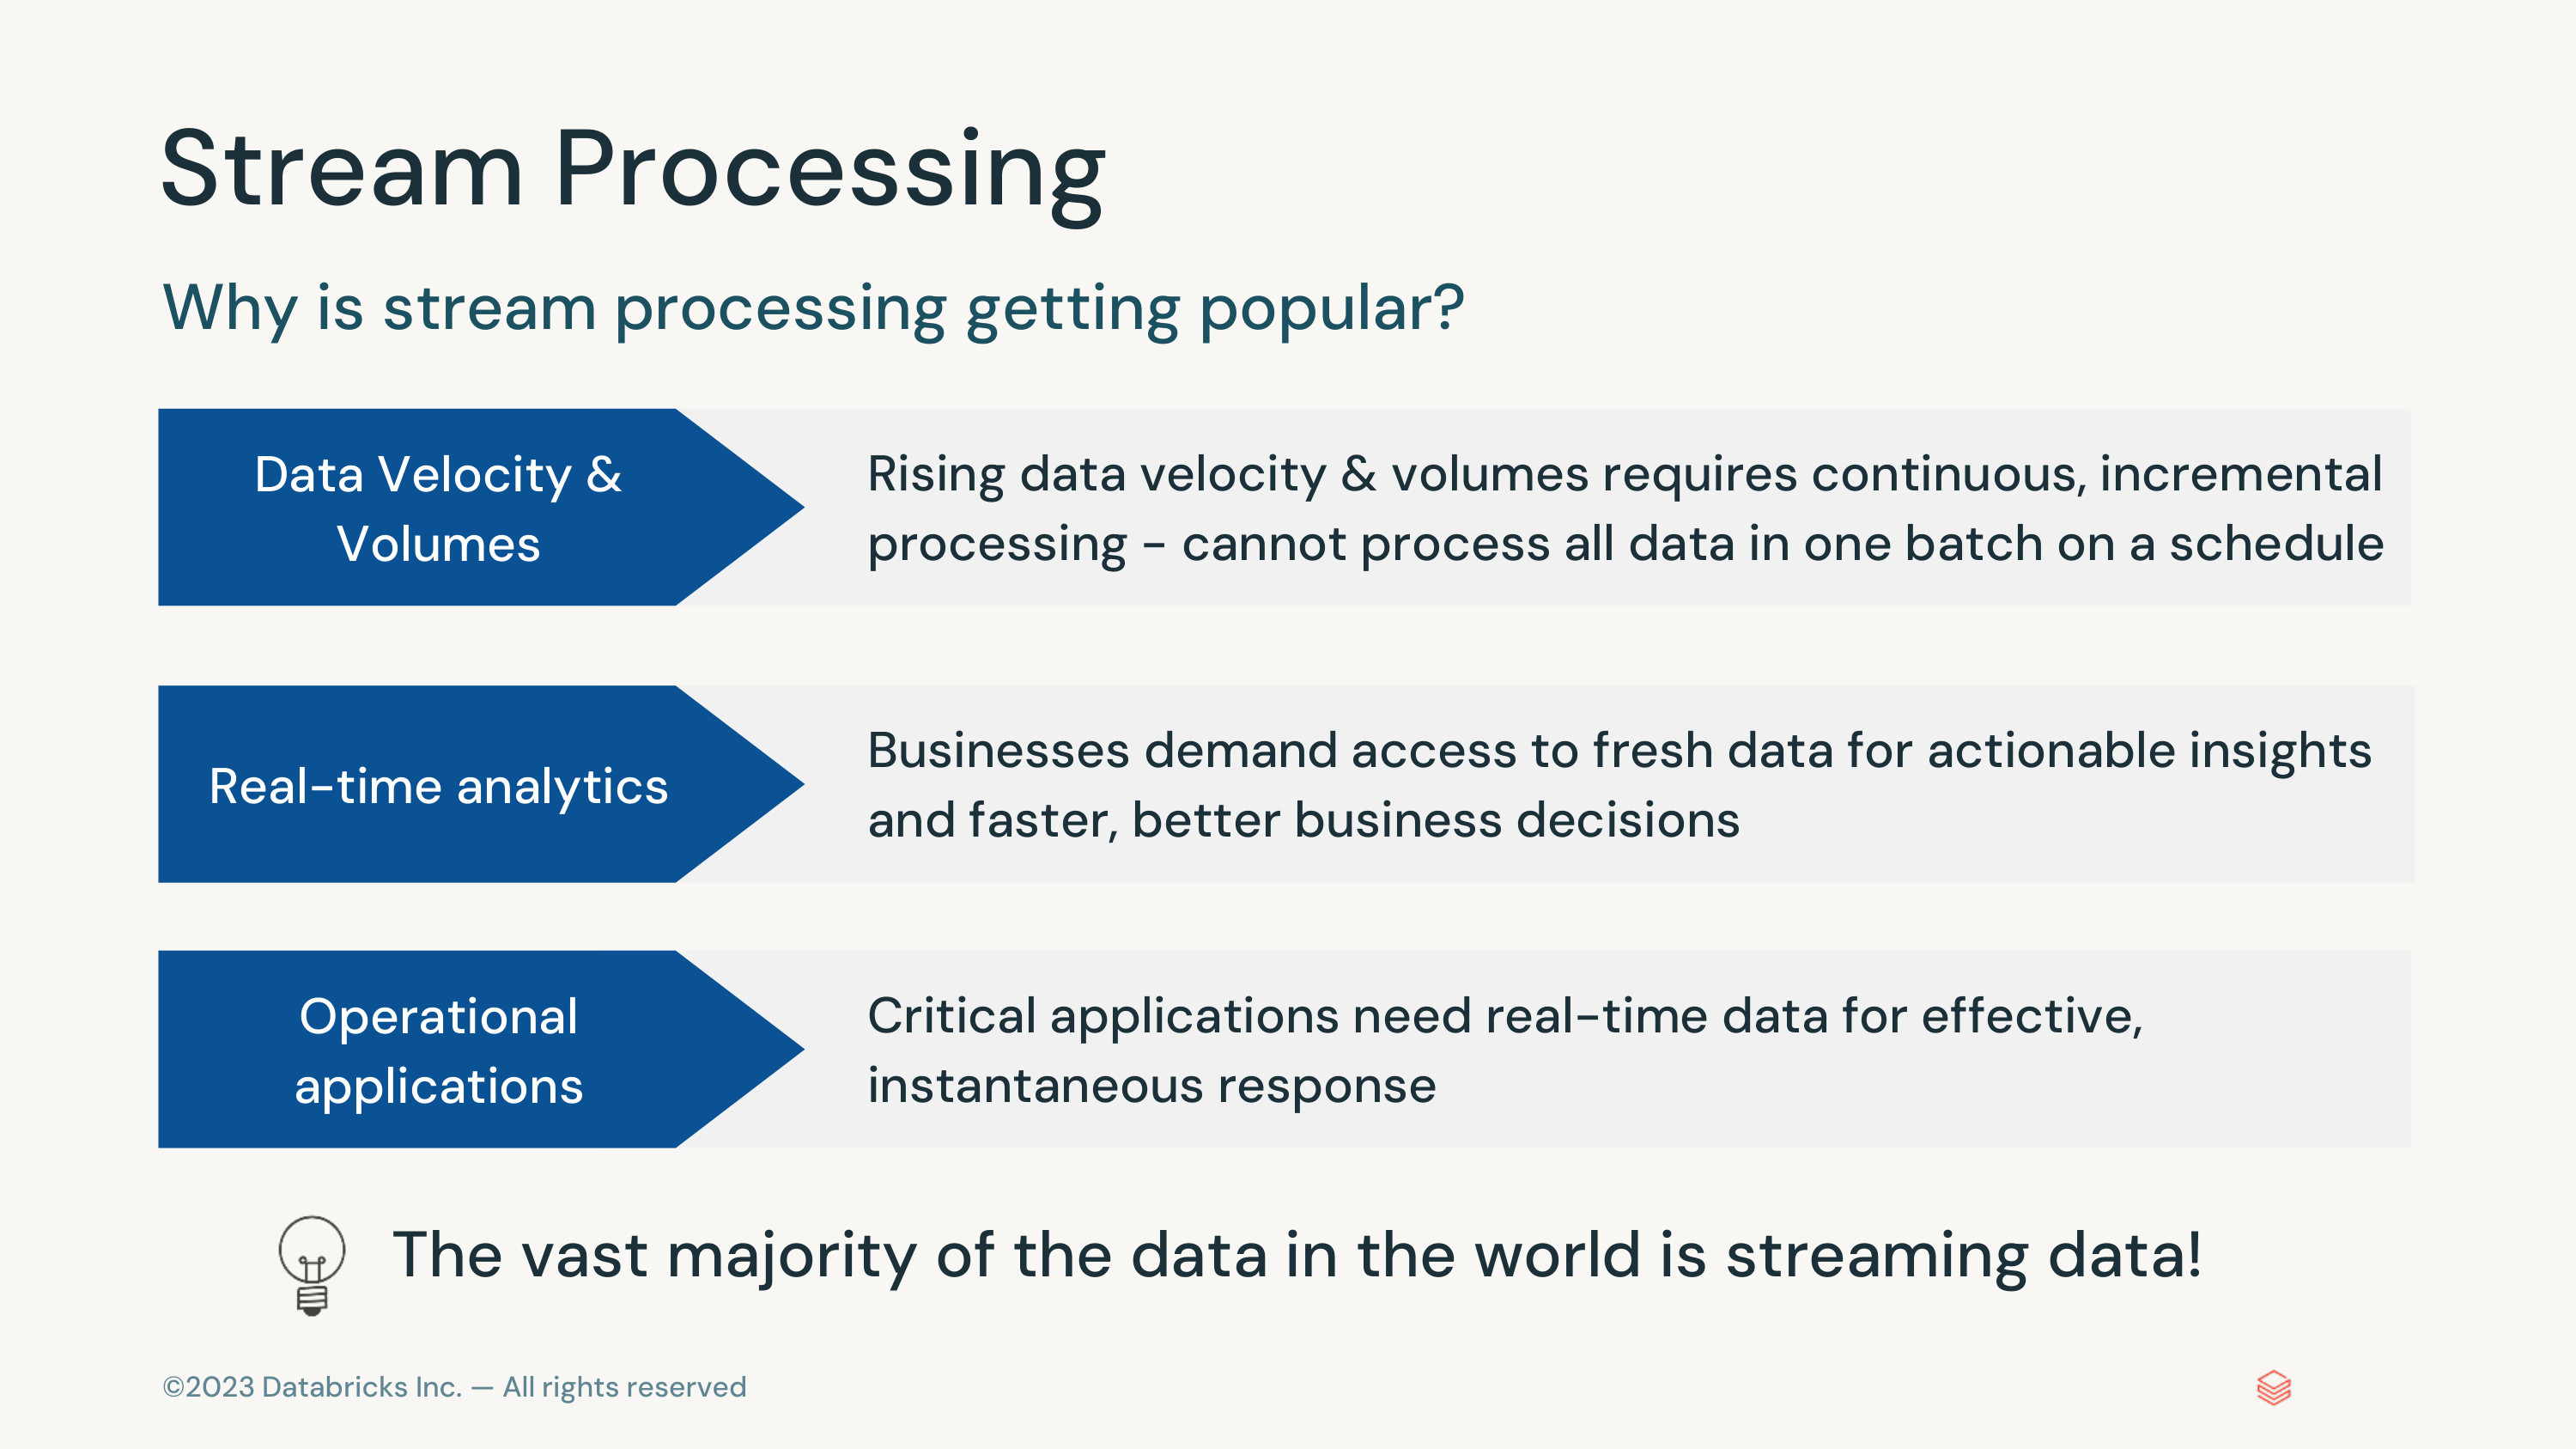 Stream Processing
Why is stream processing getting popular?
Data Velocity &
Volumes
Rising data velocity & volumes requires continuous, incremental
processing - cannot process all data in one batch on a schedule
Real-time analytics
Businesses demand access to fresh data for actionable insights
and faster, better business decisions
Operational
applications
Critical applications need real-time data for effective,
instantaneous response
The vast majority of the data in the world is streaming data!
©2023 Databricks Inc. — All rights reserved